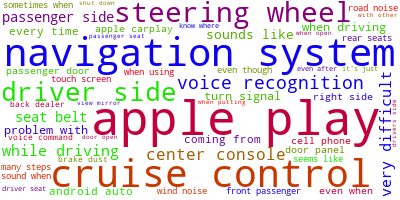 sometimes when
shut down
passenger side
steering wheel
road noise
with other
every time
apple carplay
know where
sounds like
when driving
passenger seat
when open
rear seats
navigation system
passenger door
even though
even after
it's just
touch screen
when using
voice recognition
driver side
turn signal
right side
back dealer
view mirror
when putting
seat belt
apple play
very difficult
drivers side
problem with
voice command
door open
coming from
cell phone
while driving
center console
door panel
seems like
many steps
brake dust
cruise control
sound when
driver seat
android auto
wind noise
front passenger
even when